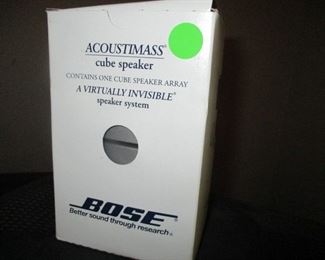 ACOUSTIMASS®
cube speaker
CONTAINS ONE CUBE SPEAKER ARRAY
A VIRTUALLY INVISIBLE®
speaker system
BOSE®
Better sound through research®